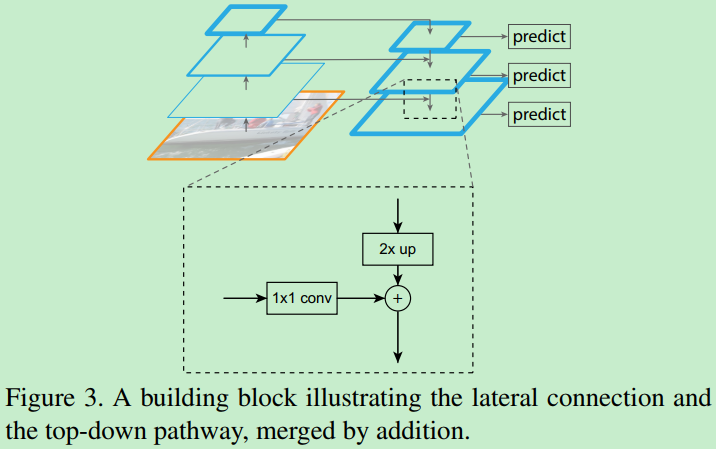 predict
predict
predict
2x up
1x1 conv
+
Figure 3. A building block illustrating the lateral connection and
the top-down pathway, merged by addition.